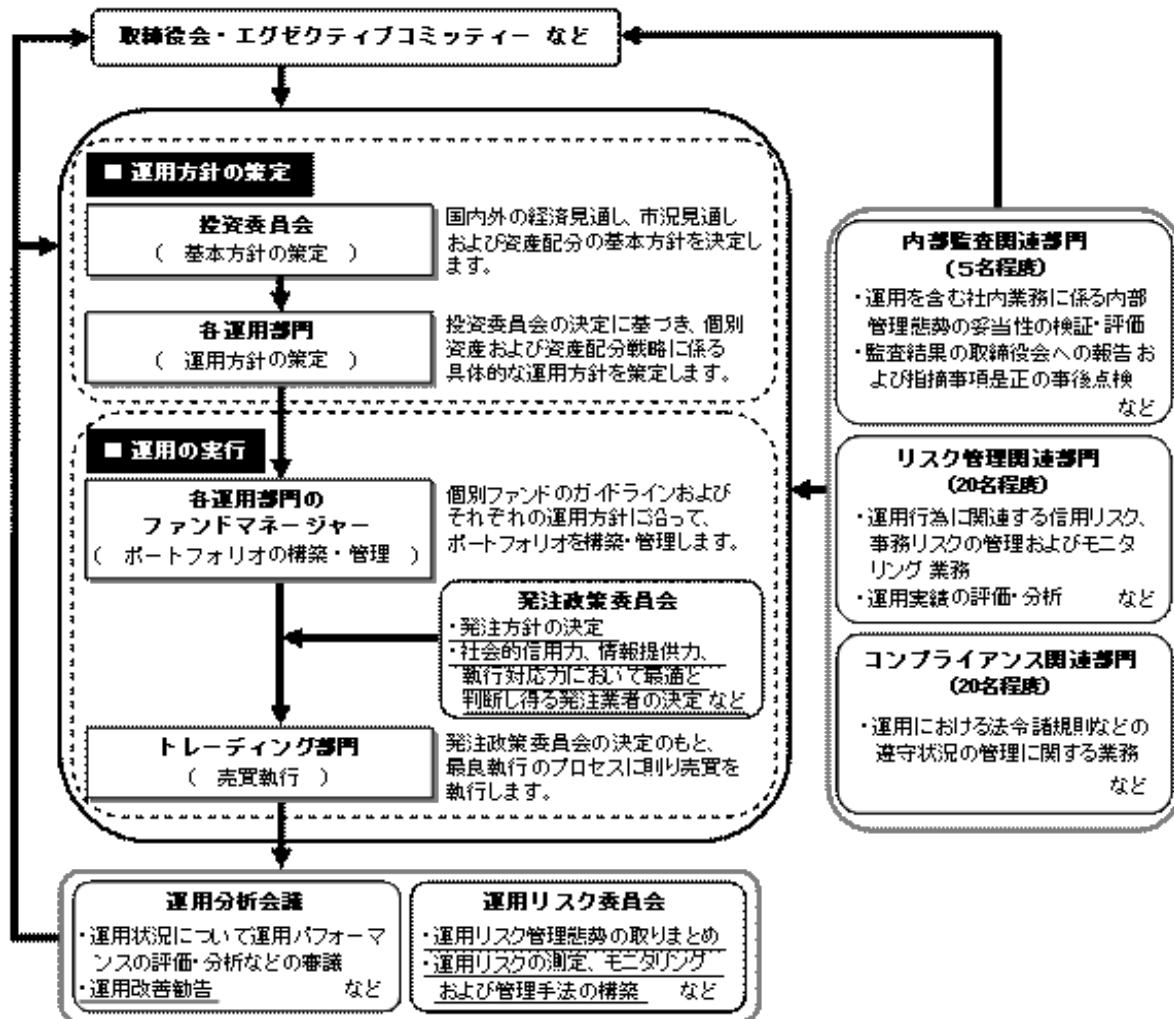 取締役会・エグゼクティブコミッティー など
■ 運用方針の策定
投資委員会
( 基本方針の策定 )
国内外の経済見通し、市況見通し
および資産配分の基本方針を決定し
ます。
各運用部門
( 運用方針の策定 )
投資委員会の決定に基づき、個別
資産および資産配分戦略に係る
具体的な運用方針を策定します。
■ 運用の実行
各運用部門の
ファンドマネージャー
( ポートフォリオの構築・管理 )
個別ファンドのガイドラインおよび
それぞれの運用方針に沿って、
ポートフォリオを構築・管理します。
発注政策委員会
・発注方針の決定
・社会的信用力、情報提供力、
執行対応力において最適と
判断し得る発注業者の決定 など
トレーディング部門
( 売買執行 )
発注政策委員会の決定のもと、
最良執行のプロセスに則り売買を
執行します。
運用分析会議
・運用状況について運用パフォーマ
ンスの評価・分析などの審議
・運用改善勧告 など
運用リスク委員会
・運用リスク管理態勢の取りまとめ
・運用リスクの測定、モニタリング
および管理手法の構築 など
内部監査関連部門
(5名程度)
・運用を含む社内業務に係る内部
管理態勢の妥当性の検証・評価
・監査結果の取締役会への報告 お
よび指摘事項是正の事後点検
など
リスク管理関連部門
(20名程度)
・運用行為に関連する信用リスク、
事務リスクの管理およびモニタ
リング 業務
・運用実績の評価・分析 など
コンプライアンス関連部門
(20名程度)
・運用における法令諸規則などの
遵守状況の管理に関する業務
など